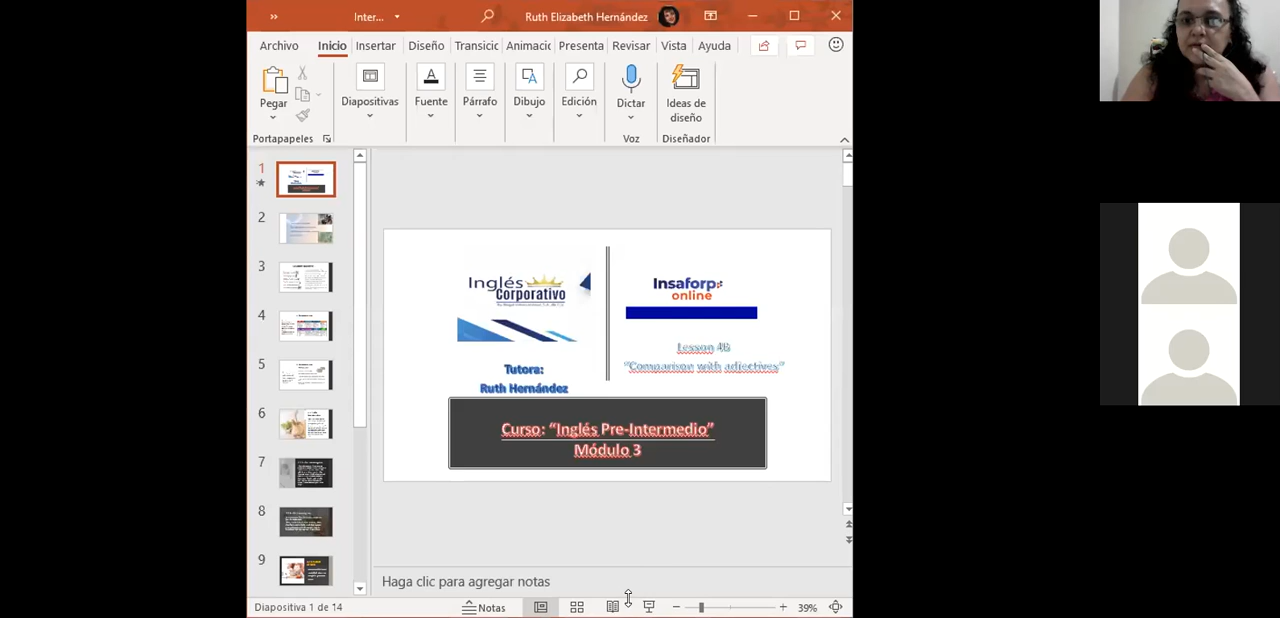 »
Inter...
Ruth Elizabeth Hernández
Archivo
Inicio
Insertar
Diseño
Transicic
Animacic
Presenta
Revisar
Vista
Ayuda
Pegar
Diapositivas
Fuente
Párrafo
Dibujo
Edición
Dictar
Ideas de
diseño
Portapapeles
Voz
Diseñador
1
2
3
4
5
6
7
8
9
Inglés
Corporativo
Insaforp
online
Lesson 4B
"Comparison with adjectives"
Tutora:
Ruth Hernández
Curso: “Inglés Pre-Intermedio”
Módulo 3
Haga clic para agregar notas
Diapositiva 1 de 14
Notas
39%